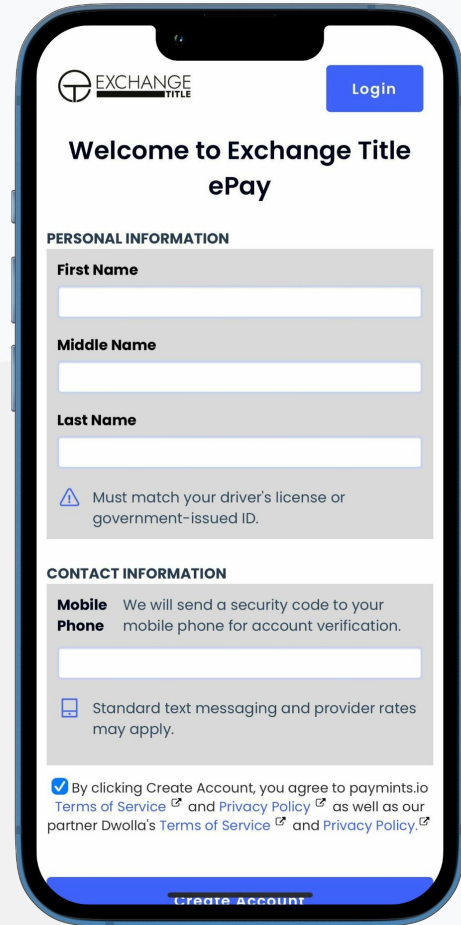 EXCHANGE
TITLE
Login
Welcome to Exchange Title
ePay
PERSONAL INFORMATION
First Name
Middle Name
Last Name
Must match your driver's license or
government-issued ID.
CONTACT INFORMATION
Mobile Phone
We will send a security code to your
mobile phone for account verification.
Standard text messaging and provider rates
may apply.
By clicking Create Account, you agree to paymints.io
Terms of Service and Privacy Policy as well as our
partner Dwolla's Terms of Service and Privacy Policy.
Create Account